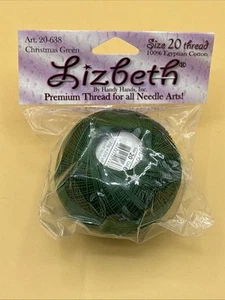 Art. 20-638
Christmas Green
Size 20 thread
100% Egyptian Cotton
Lizbeth®
By Handy Hands, Inc.
Premium Thread for all Needle Arts!
20